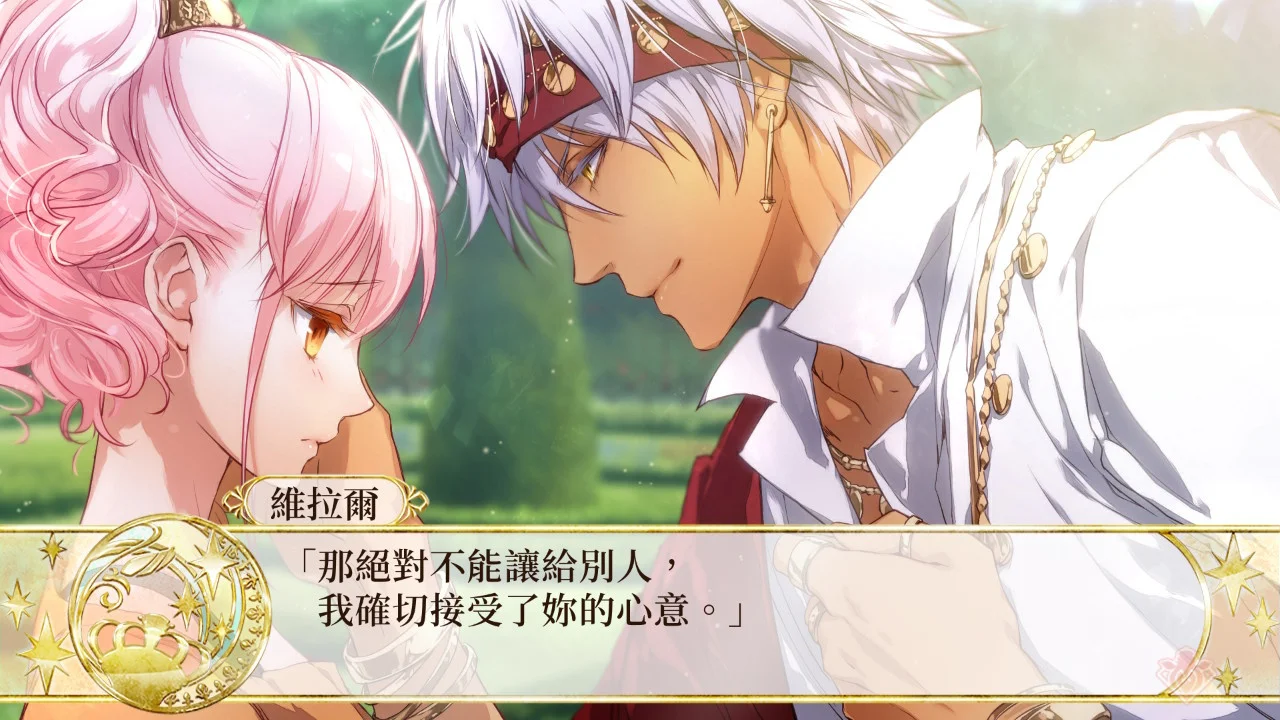 維拉爾
「那絕對不能讓給別人，
我確切接受了妳的心意。」